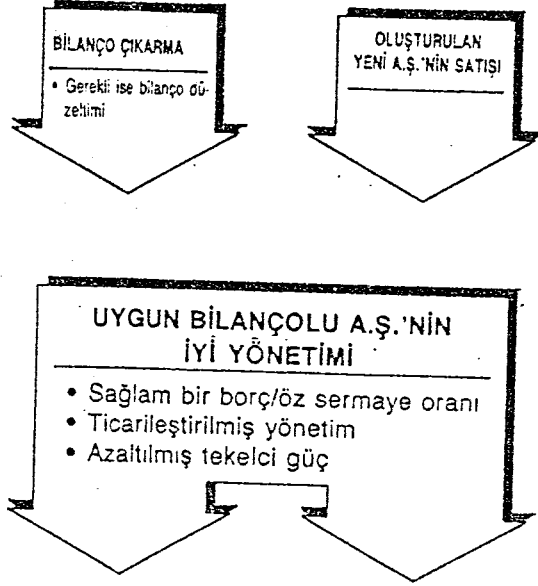 BİLANÇO ÇIKARMA
• Gerekli ise bilanço dü-
zeltimi
OLUŞTURULAN
YENİ A.Ş.'NİN SATIŞI
UYGUN BİLANÇOLU A.Ş.'NİN
İYİ YÖNETİMİ
• Sağlam bir borç/öz sermaye oranı
• Ticarileştirilmiş yönetim
• Azaltılmış tekelci güç